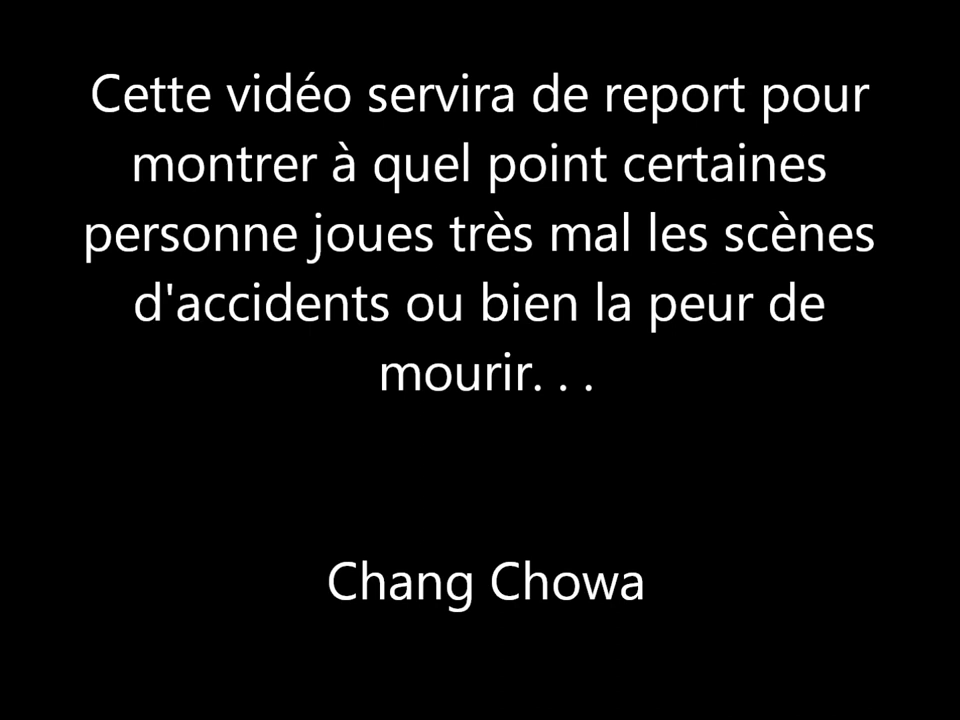 Cette vidéo servira de report pour
montrer à quel point certaines
personne joues très mal les scènes
d'accidents ou bien la peur de
mourir. . .
Chang Chowa